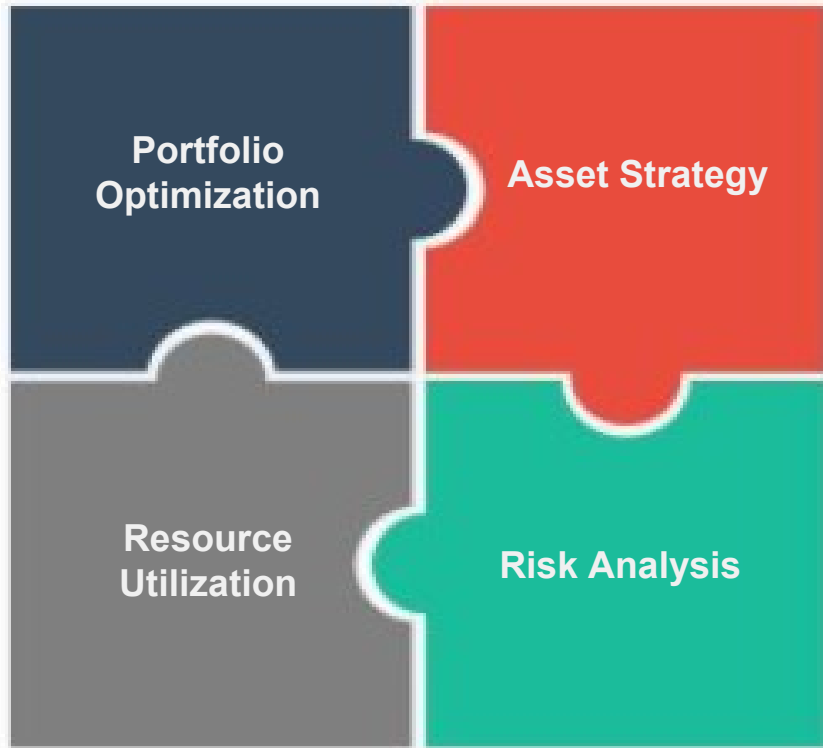 Portfolio
Optimization
Asset Strategy
Resource
Utilization
Risk Analysis